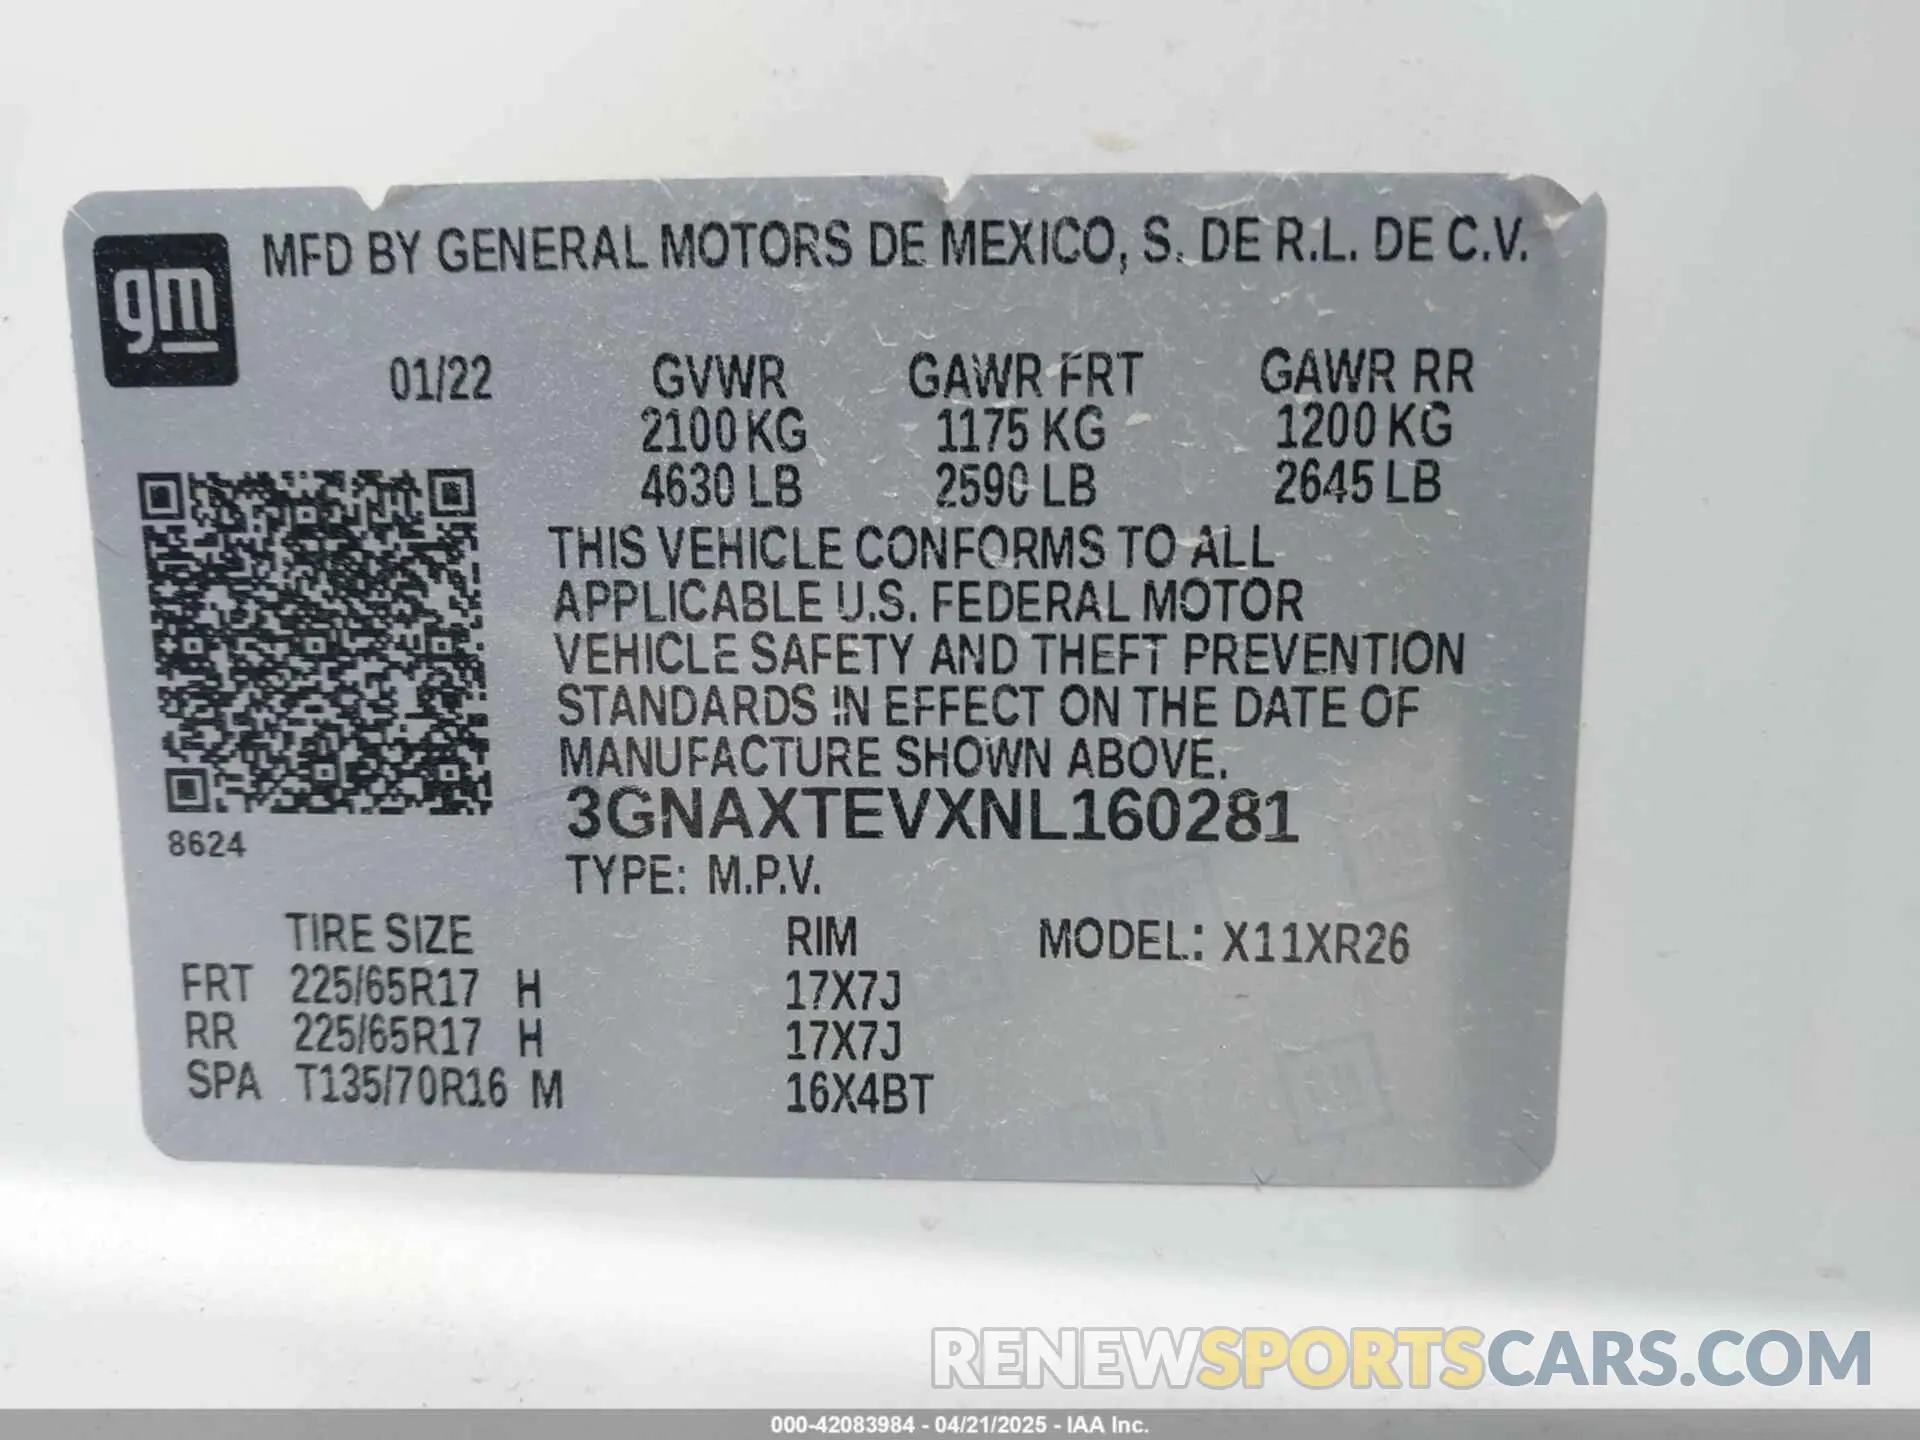 MFD BY GENERAL MOTORS DE MEXICO, S. DE R.L. DE C.V.
gm
01/22 GVWR GAWR FRT GAWR RR
2100 KG 1175 KG 1200 KG
4630 LB 2590 LB 2645 LB
THIS VEHICLE CONFORMS TO ALL
APPLICABLE U.S. FEDERAL MOTOR
VEHICLE SAFETY AND THEFT PREVENTION
STANDARDS IN EFFECT ON THE DATE OF
MANUFACTURE SHOWN ABOVE.
3GNAXTEVXNL160281
8624
TYPE: M.P.V.
TIRE SIZE RIM MODEL: X11XR26
FRT 225/65R17 H 17X7J
RR 225/65R17 H 17X7J
SPA T135/70R16 M 16X4BT
RENEWSPORTSCARS.COM
000-42083984 - 04/21/2025 - IAA Inc.